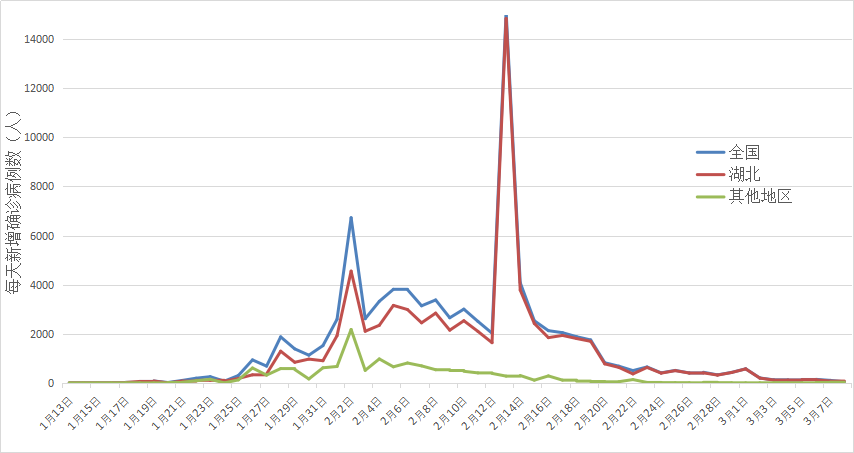 每天新增确诊病例数（人）
14000
12000
10000
8000
6000
4000
2000
0
全国
湖北
其他地区
1月13日
1月15日
1月17日
1月19日
1月21日
1月23日
1月25日
1月27日
1月29日
1月31日
2月2日
2月4日
2月6日
2月8日
2月10日
2月12日
2月14日
2月16日
2月18日
2月20日
2月22日
2月24日
2月26日
2月28日
3月1日
3月3日
3月5日
3月7日